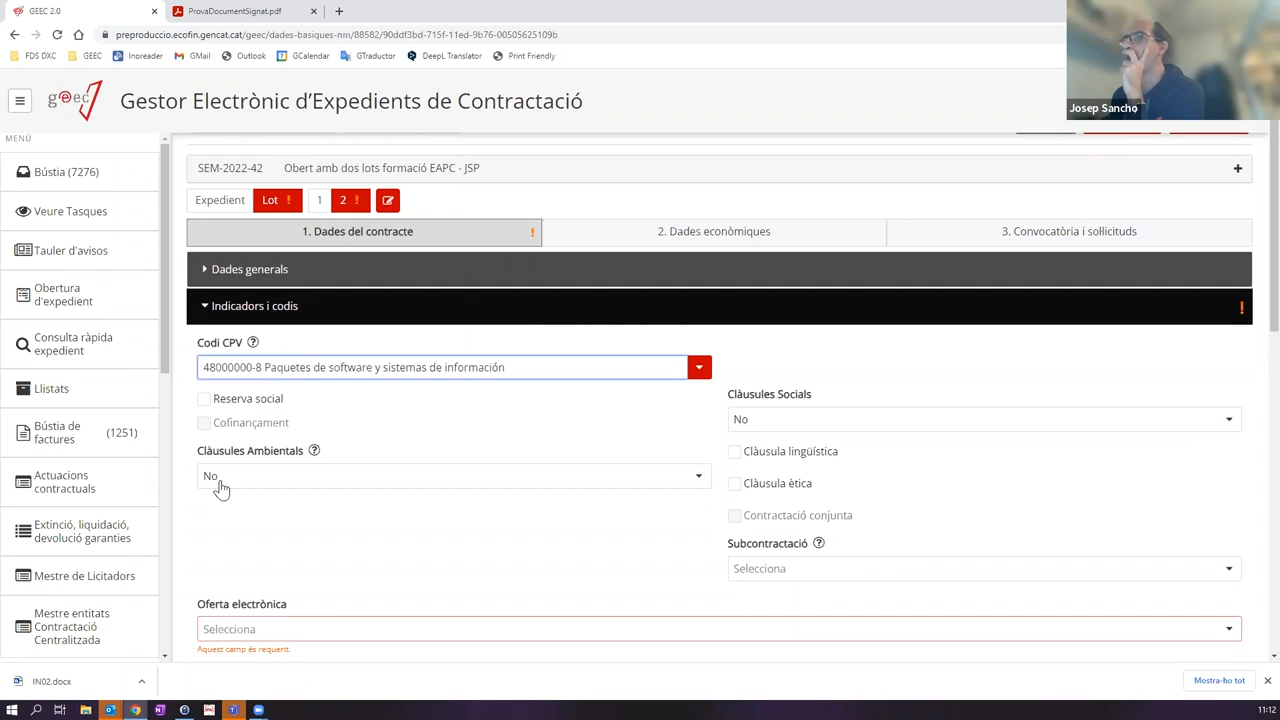 GEEC 2.0
ProvaDocumentSignat.pdf
preproduccio.ecofin.gencat.cat/geec/dades-basiques-nm/88582/90ddf3bd-715f-11ed-9b76-00505625109b
FDS DXC
GEEC
Inoreader
GMail
Outlook
GCalendar
GTraductor
DeepL Translator
Print Friendly
Josep Sancho
geec
Gestor Electrònic d'Expedients de Contractació
MENÚ
Bústia (7276)
Veure Tasques
Tauler d'avisos
Obertura
d'expedient
Consulta ràpida
expedient
Llistats
Bústia de
factures
(1251)
Actuacions
contractuals
Extinció, liquidació,
devolució garanties
Mestre de Licitadors
Mestre entitats
Contractació
Centralitzada
SEM-2022-42 Obert amb dos lots formació EAPC - JSP +
Expedient Lot ! 1 2 !
1. Dades del contracte !
2. Dades econòmiques
3. Convocatòria i sol·licituds
Dades generals
Indicadors i codis !
Codi CPV ?
48000000-8 Paquetes de software y sistemas de información
Reserva social
Cofinançament
Clàusules Ambientals ?
No
Clàusules Socials
No
Clàusula lingüística
Clàusula ètica
Contractació conjunta
Subcontractació ?
Selecciona
Oferta electrònica
Selecciona
Aquest camp és requerit.
IN02.docx
Mostra-ho tot
11:12